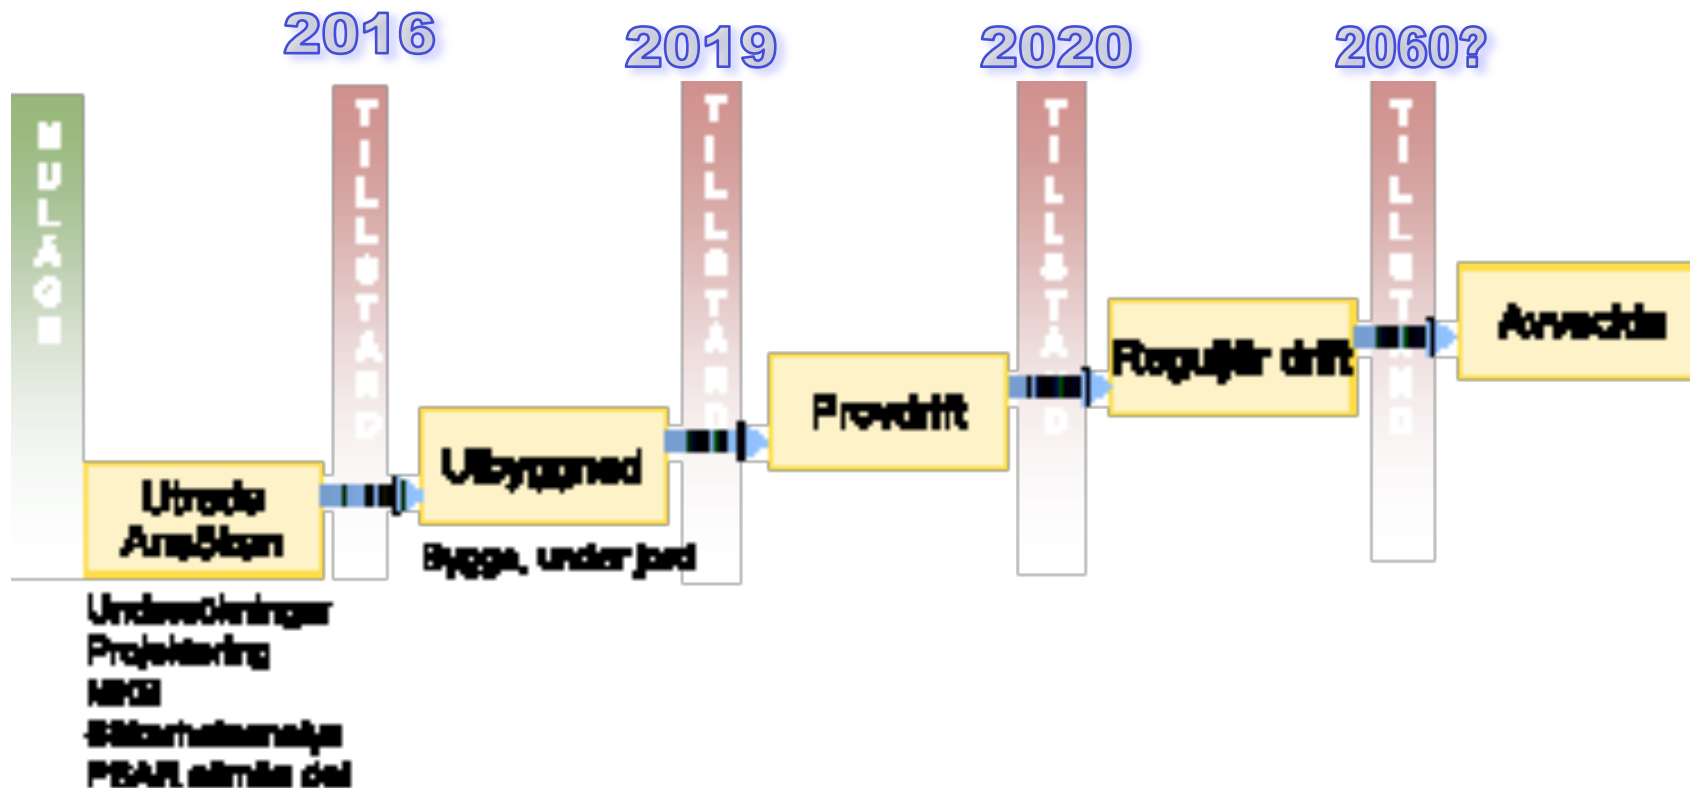 2016
2019
2020
2060?
NULÄGE
TILLSTÅND
TILLSTÅND
TILLSTÅND
TILLSTÅND
Utreda
Ansökan
Utbyggnad
Provdrift
Reguljär drift
Avveckla
Bygge, under jord
Undersökningar
Projektering
MKB
Säkerhetsanalys
PSAR allmän del